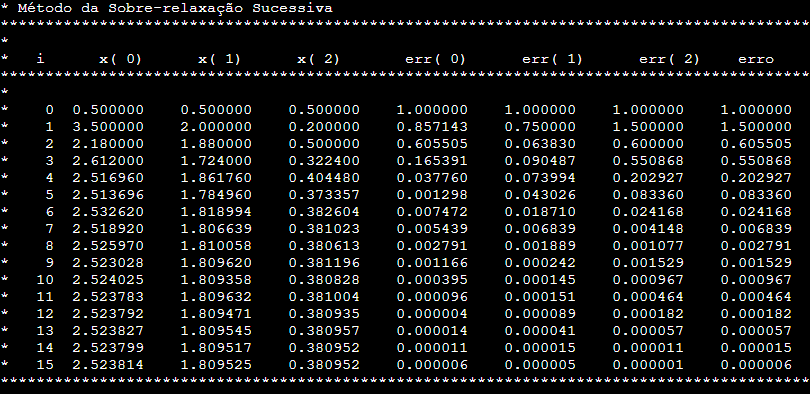 * Método da Sobre-relaxação Sucessiva
*****************************************************************************************
*
* i x( 0) x( 1) x( 2) err( 0) err( 1) err( 2) erro
*****************************************************************************************
*
* 0 0.500000 0.500000 0.500000 1.000000 1.000000 1.000000 1.000000
* 1 3.500000 2.000000 0.200000 0.857143 0.750000 1.500000 1.500000
* 2 2.180000 1.880000 0.500000 0.605505 0.063830 0.600000 0.605505
* 3 2.612000 1.724000 0.322400 0.165391 0.090487 0.550868 0.550868
* 4 2.516960 1.861760 0.404480 0.037760 0.073994 0.202927 0.202927
* 5 2.513696 1.784960 0.373357 0.001298 0.043026 0.083360 0.083360
* 6 2.532620 1.818994 0.382604 0.007472 0.018710 0.024168 0.024168
* 7 2.518920 1.806639 0.381023 0.005439 0.006839 0.004148 0.006839
* 8 2.525970 1.810058 0.380613 0.002791 0.001889 0.001077 0.002791
* 9 2.523028 1.809620 0.381196 0.001166 0.000242 0.001529 0.001529
* 10 2.524025 1.809358 0.380828 0.000395 0.000145 0.000967 0.000967
* 11 2.523783 1.809632 0.381004 0.000096 0.000151 0.000464 0.000464
* 12 2.523792 1.809471 0.380935 0.000004 0.000089 0.000182 0.000182
* 13 2.523827 1.809545 0.380957 0.000014 0.000041 0.000057 0.000057
* 14 2.523799 1.809517 0.380952 0.000011 0.000015 0.000011 0.000015
* 15 2.523814 1.809525 0.380952 0.000006 0.000005 0.000001 0.000006
*****************************************************************************************